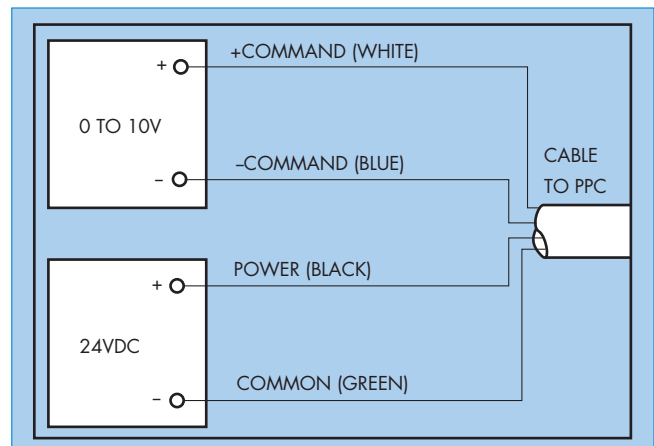 +COMMAND (WHITE)
+
0 TO 10V
–
–COMMAND (BLUE)
CABLE
TO PPC
POWER (BLACK)
+
24VDC
–
COMMON (GREEN)